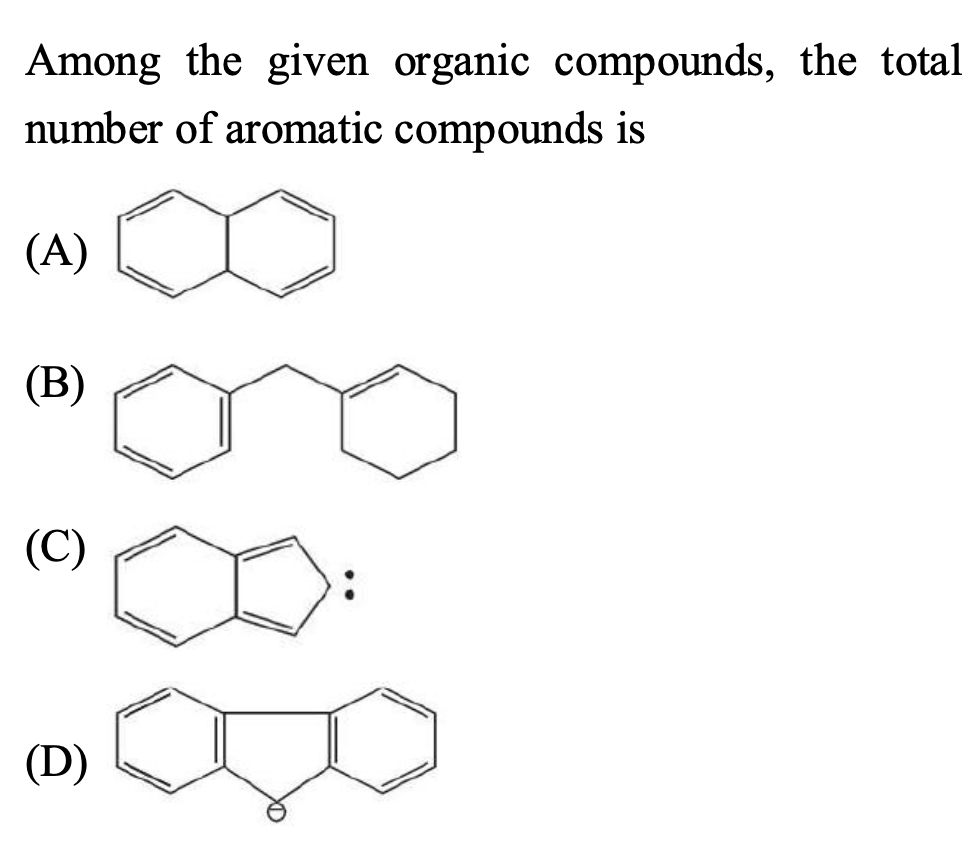 Among the given organic compounds, the total
number of aromatic compounds is
(A)
(B)
(C)
(D)